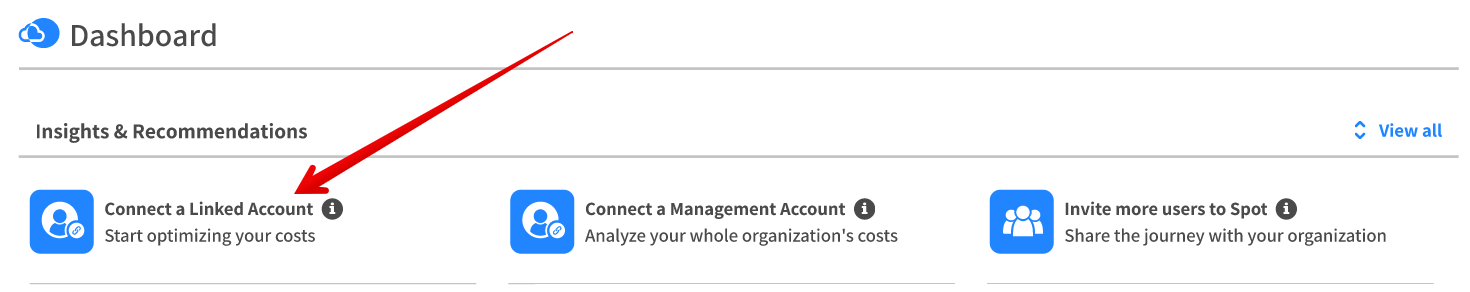 Dashboard
Insights & Recommendations
View all
Connect a Linked Account
Start optimizing your costs
Connect a Management Account
Analyze your whole organization's costs
Invite more users to Spot
Share the journey with your organization